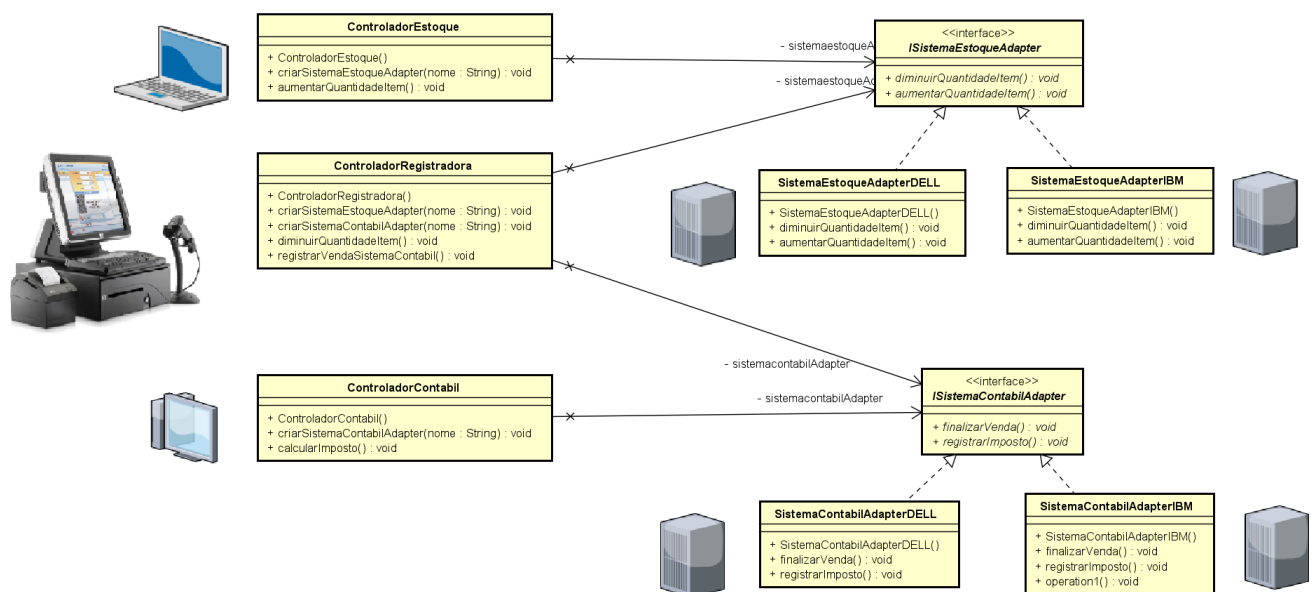 ControladorEstoque
+ ControladorEstoque()
+ criarSistemaEstoqueAdapter(nome : String) : void
+ aumentarQuantidadeItem() : void
- sistemaestoqueA
<<interface>>
ISistemaEstoqueAdapter
+ diminuirQuantidadeItem() : void
+ aumentarQuantidadeItem() : void
- sistemaestoqueAd
ControladorRegistradora
+ ControladorRegistradora()
+ criarSistemaEstoqueAdapter(nome : String) : void
+ criarSistemaContabilAdapter(nome : String) : void
+ diminuirQuantidadeItem() : void
+ registrarVendaSistemaContabil() : void
SistemaEstoqueAdapterDELL
+ SistemaEstoqueAdapterDELL()
+ diminuirQuantidadeItem() : void
+ aumentarQuantidadeItem() : void
SistemaEstoqueAdapterIBM
+ SistemaEstoqueAdapterIBM()
+ diminuirQuantidadeItem() : void
+ aumentarQuantidadeItem() : void
- sistemacontabilAdapter
ControladorContabil
+ ControladorContabil()
+ criarSistemaContabilAdapter(nome : String) : void
+ calcularImposto() : void
- sistemacontabilAdapter
<<interface>>
ISistemaContabilAdapter
+ finalizarVenda() : void
+ registrarImposto() : void
SistemaContabilAdapterDELL
+ SistemaContabilAdapterDELL()
+ finalizarVenda() : void
+ registrarImposto() : void
SistemaContabilAdapterIBM
+ SistemaContabilAdapterIBM()
+ finalizarVenda() : void
+ registrarImposto() : void
+ operation1() : void